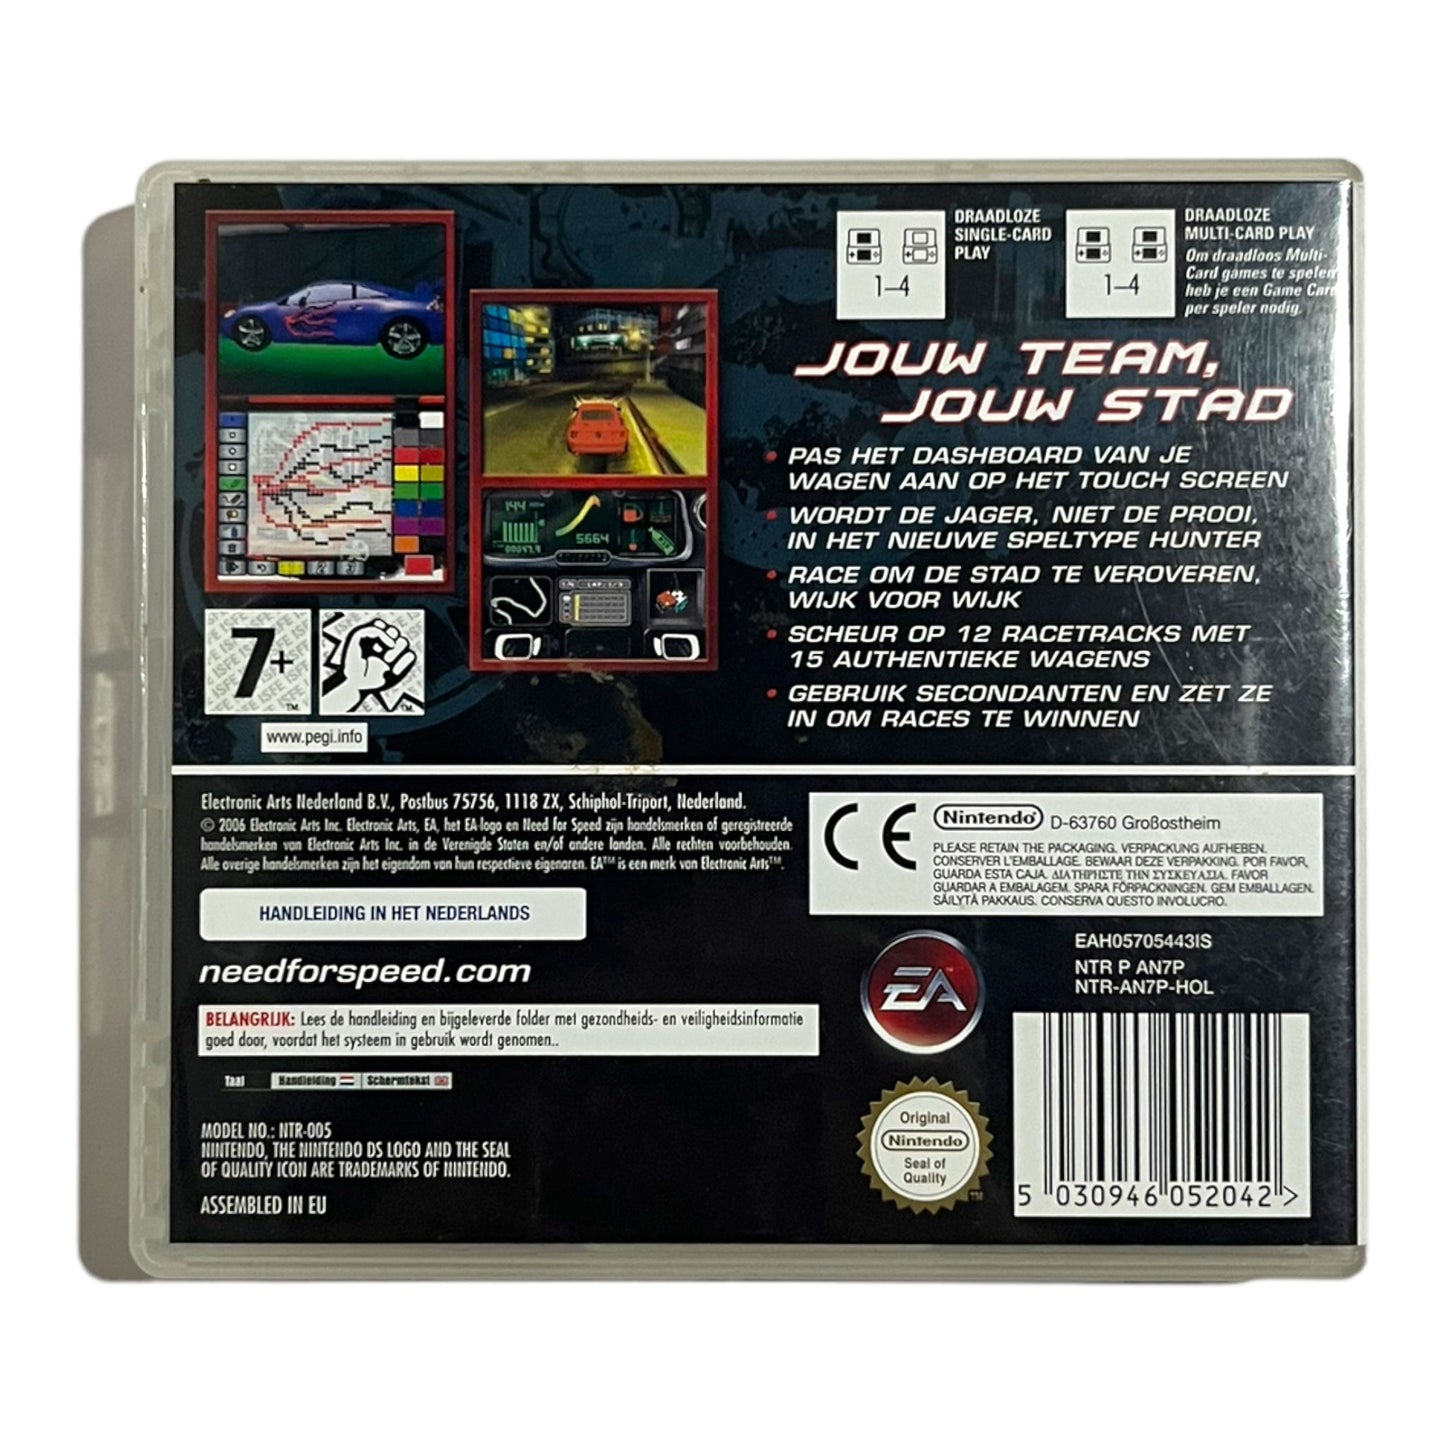 DRAADLOZE
SINGLE-CARD
PLAY
1-4
DRAADLOZE
MULTI-CARD PLAY
Om draadloos Multi-
Card games te spelen
heb je een Game Card
per speler nodig.
1-4
JOUW TEAM,
JOUW STAD
• PAS HET DASHBOARD VAN JE
WAGEN AAN OP HET TOUCH SCREEN
• WORDT DE JAGER, NIET DE PROOI,
IN HET NIEUWE SPELTYPE HUNTER
• RACE OM DE STAD TE VEROVEREN,
WIJK VOOR WIJK
• SCHEUR OP 12 RACETRACKS MET
15 AUTHENTIEKE WAGENS
• GEBRUIK SECONDANTEN EN ZET ZE
IN OM RACES TE WINNEN
144
5664
7+
TM
TM
www.pegi.info
Electronic Arts Nederland B.V., Postbus 75756, 1118 ZX, Schiphol-Triport, Nederland.
© 2006 Electronic Arts Inc. Electronic Arts, EA, het EA-logo en Need for Speed zijn handelsmerken of geregistreerde
handelsmerken van Electronic Arts Inc. in de Verenigde Staten en/of andere landen. Alle rechten voorbehouden.
Alle overige handelsmerken zijn het eigendom van hun respectieve eigenaren. EA™ is een merk van Electronic Arts™.
HANDLEIDING IN HET NEDERLANDS
needforspeed.com
BELANGRIJK: Lees de handleiding en bijgeleverde folder met gezondheids- en veiligheidsinformatie
goed door, voordat het systeem in gebruik wordt genomen..
Taal Handleiding Schermtekst
MODEL NO.: NTR-005
NINTENDO, THE NINTENDO DS LOGO AND THE SEAL
OF QUALITY ICON ARE TRADEMARKS OF NINTENDO.
ASSEMBLED IN EU
CE
Nintendo® D-63760 Großostheim
PLEASE RETAIN THE PACKAGING. VERPACKUNG AUFHEBEN.
CONSERVER L'EMBALLAGE. BEWAAR DEZE VERPAKKING. POR FAVOR,
GUARDA ESTA CAJA. ΔΙΑΤΗΡΗΣΤΕ ΤΗΝ ΣΥΣΚΕΥΑΣΙΑ. FAVOR
GUARDAR A EMBALAGEM. SPARA FÖRPACKNINGEN. GEM EMBALLAGEN.
SÄILYTÄ PAKKAUS. CONSERVA QUESTO INVOLUCRO.
EAH05705443IS
NTR P AN7P
NTR-AN7P-HOL
EA
Original
Nintendo
Seal of
Quality
TM
5 030946 052042 >